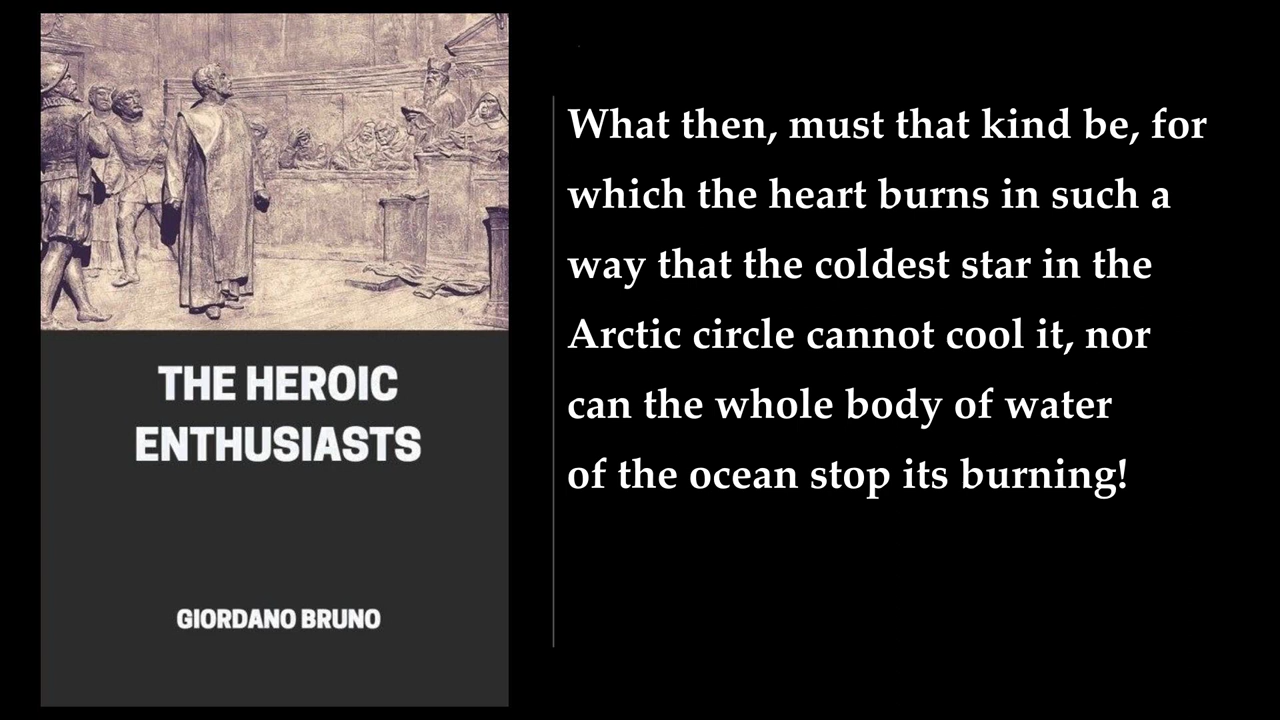 THE HEROIC
ENTHUSIASTS
GIORDANO BRUNO
What then, must that kind be, for
which the heart burns in such a
way that the coldest star in the
Arctic circle cannot cool it, nor
can the whole body of water
of the ocean stop its burning!